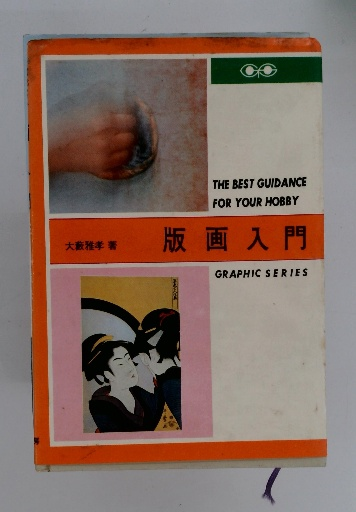 THE BEST GUIDANCE
FOR YOUR HOBBY
大藪雅孝 著
版画入門
GRAPHIC SERIES